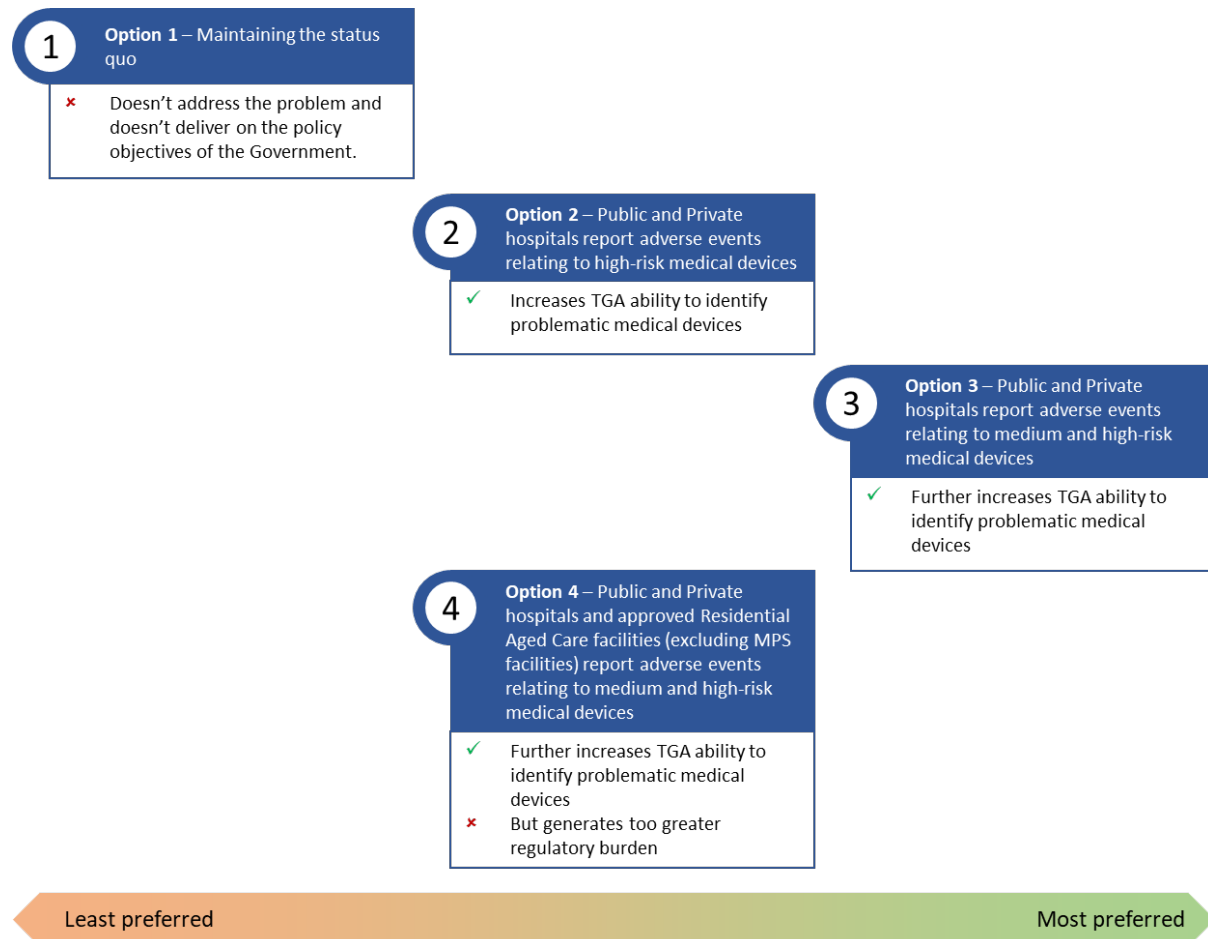 1
Option 1 – Maintaining the status
quo
✘ Doesn't address the problem and
doesn't deliver on the policy
objectives of the Government.
2
Option 2 – Public and Private
hospitals report adverse events
relating to high-risk medical devices
✓ Increases TGA ability to identify
problematic medical devices
3
Option 3 – Public and Private
hospitals report adverse events
relating to medium and high-risk
medical devices
✓ Further increases TGA ability to
identify problematic medical
devices
4
Option 4 – Public and Private
hospitals and approved Residential
Aged Care facilities (excluding MPS
facilities) report adverse events
relating to medium and high-risk
medical devices
✓ Further increases TGA ability to
identify problematic medical
devices
✘ But generates too greater
regulatory burden
Least preferred
Most preferred